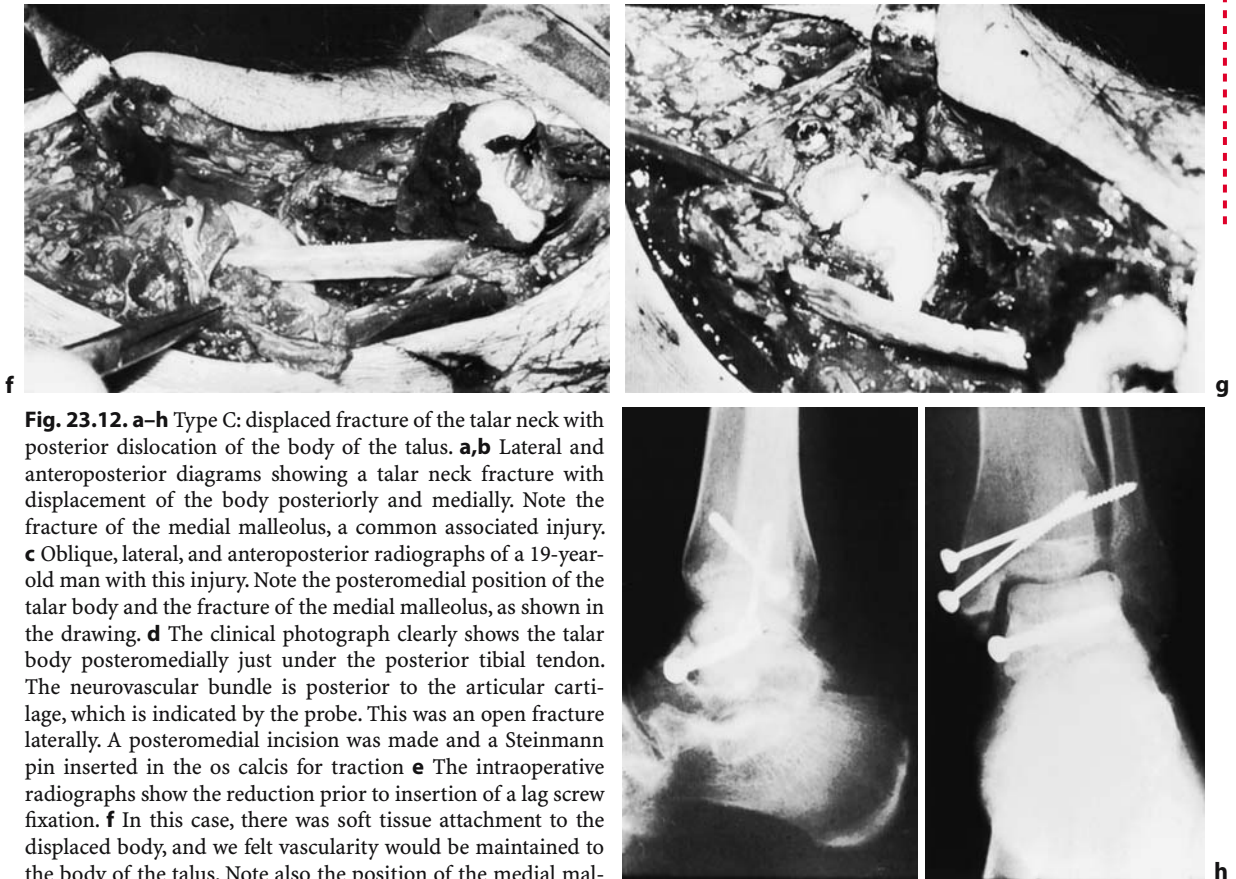 f
g
Fig. 23.12. a–h Type C: displaced fracture of the talar neck with
posterior dislocation of the body of the talus. a,b Lateral and
anteroposterior diagrams showing a talar neck fracture with
displacement of the body posteriorly and medially. Note the
fracture of the medial malleolus, a common associated injury.
c Oblique, lateral, and anteroposterior radiographs of a 19-year-
old man with this injury. Note the posteromedial position of the
talar body and the fracture of the medial malleolus, as shown in
the drawing. d The clinical photograph clearly shows the talar
body posteromedially just under the posterior tibial tendon.
The neurovascular bundle is posterior to the articular carti-
lage, which is indicated by the probe. This was an open fracture
laterally. A posteromedial incision was made and a Steinmann
pin inserted in the os calcis for traction e The intraoperative
radiographs show the reduction prior to insertion of a lag screw
fixation. f In this case, there was soft tissue attachment to the
displaced body, and we felt vascularity would be maintained to
the body of the talus. Note also the position of the medial mal-
h